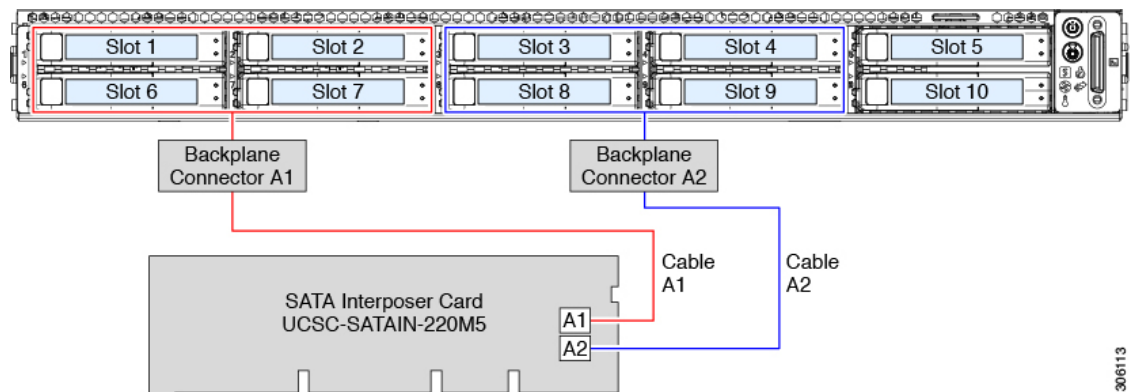 Slot 1
Slot 2
Slot 3
Slot 4
Slot 5
Slot 6
Slot 7
Slot 8
Slot 9
Slot 10
Backplane
Connector A1
Backplane
Connector A2
Cable
A1
Cable
A2
SATA Interposer Card
UCSC-SATAIN-220M5
A1
A2
306113